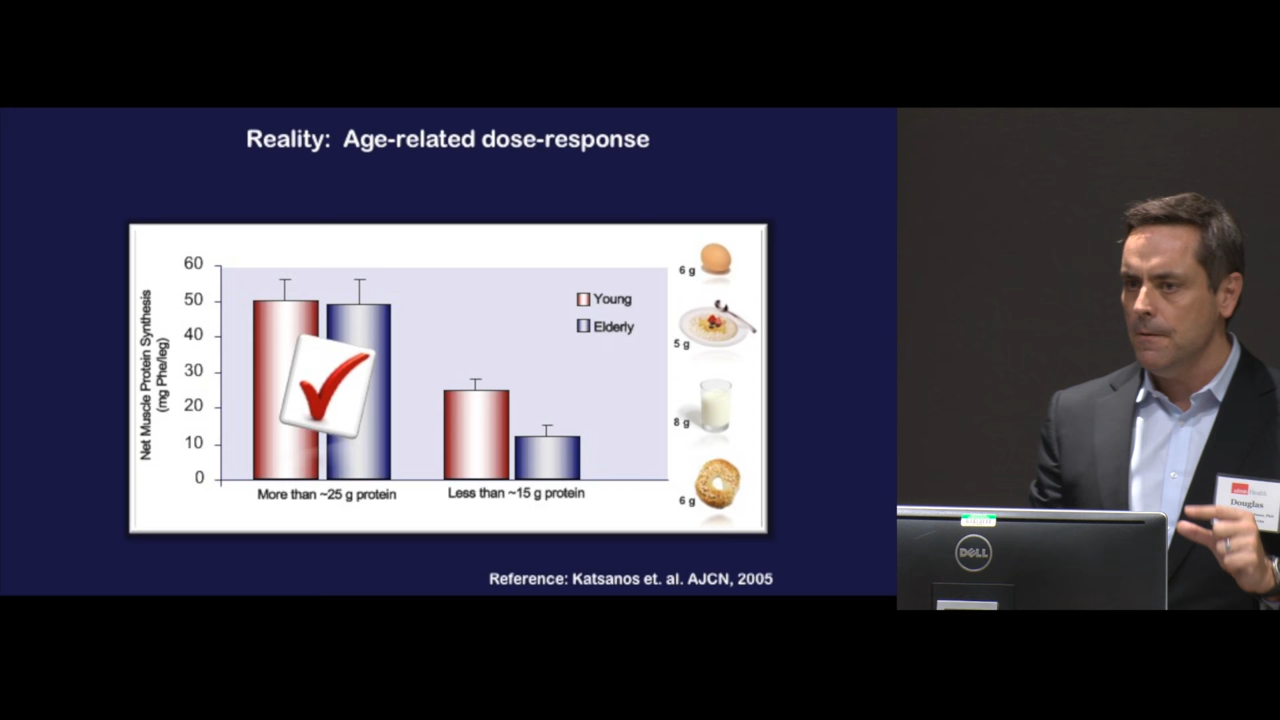 Reality: Age-related dose-response
Net Muscle Protein Synthesis
(mg Phe/leg)
60
50
40
30
20
10
0
Young
Elderly
More than ~25 g protein
Less than ~15 g protein
6 g
5 g
8 g
6 g
Reference: Katsanos et. al. AJCN, 2005
Health
Douglas
DELL